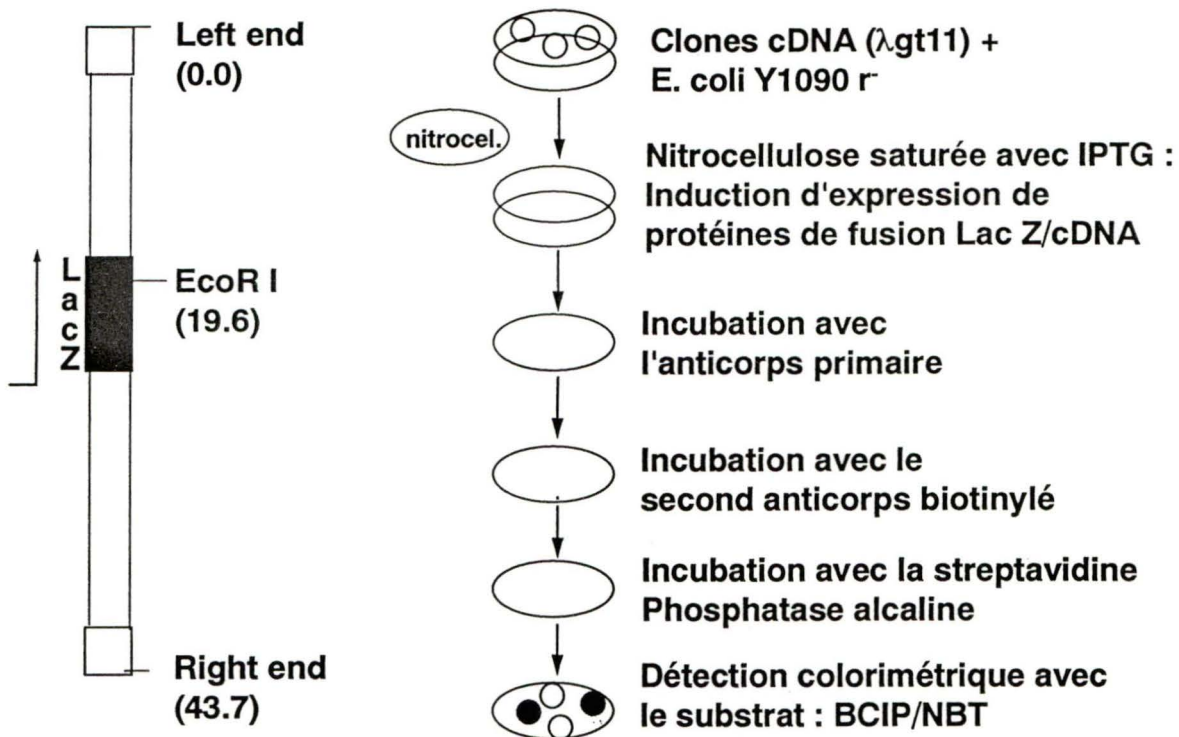 Left end
(0.0)
L
a
c
Z
EcoR I
(19.6)
Right end
(43.7)
Clones cDNA (λgt11) +
E. coli Y1090 r⁻
nitrocel.
Nitrocellulose saturée avec IPTG :
Induction d'expression de
protéines de fusion Lac Z/cDNA
Incubation avec
l'anticorps primaire
Incubation avec le
second anticorps biotinylé
Incubation avec la streptavidine
Phosphatase alcaline
Détection colorimétrique avec
le substrat : BCIP/NBT